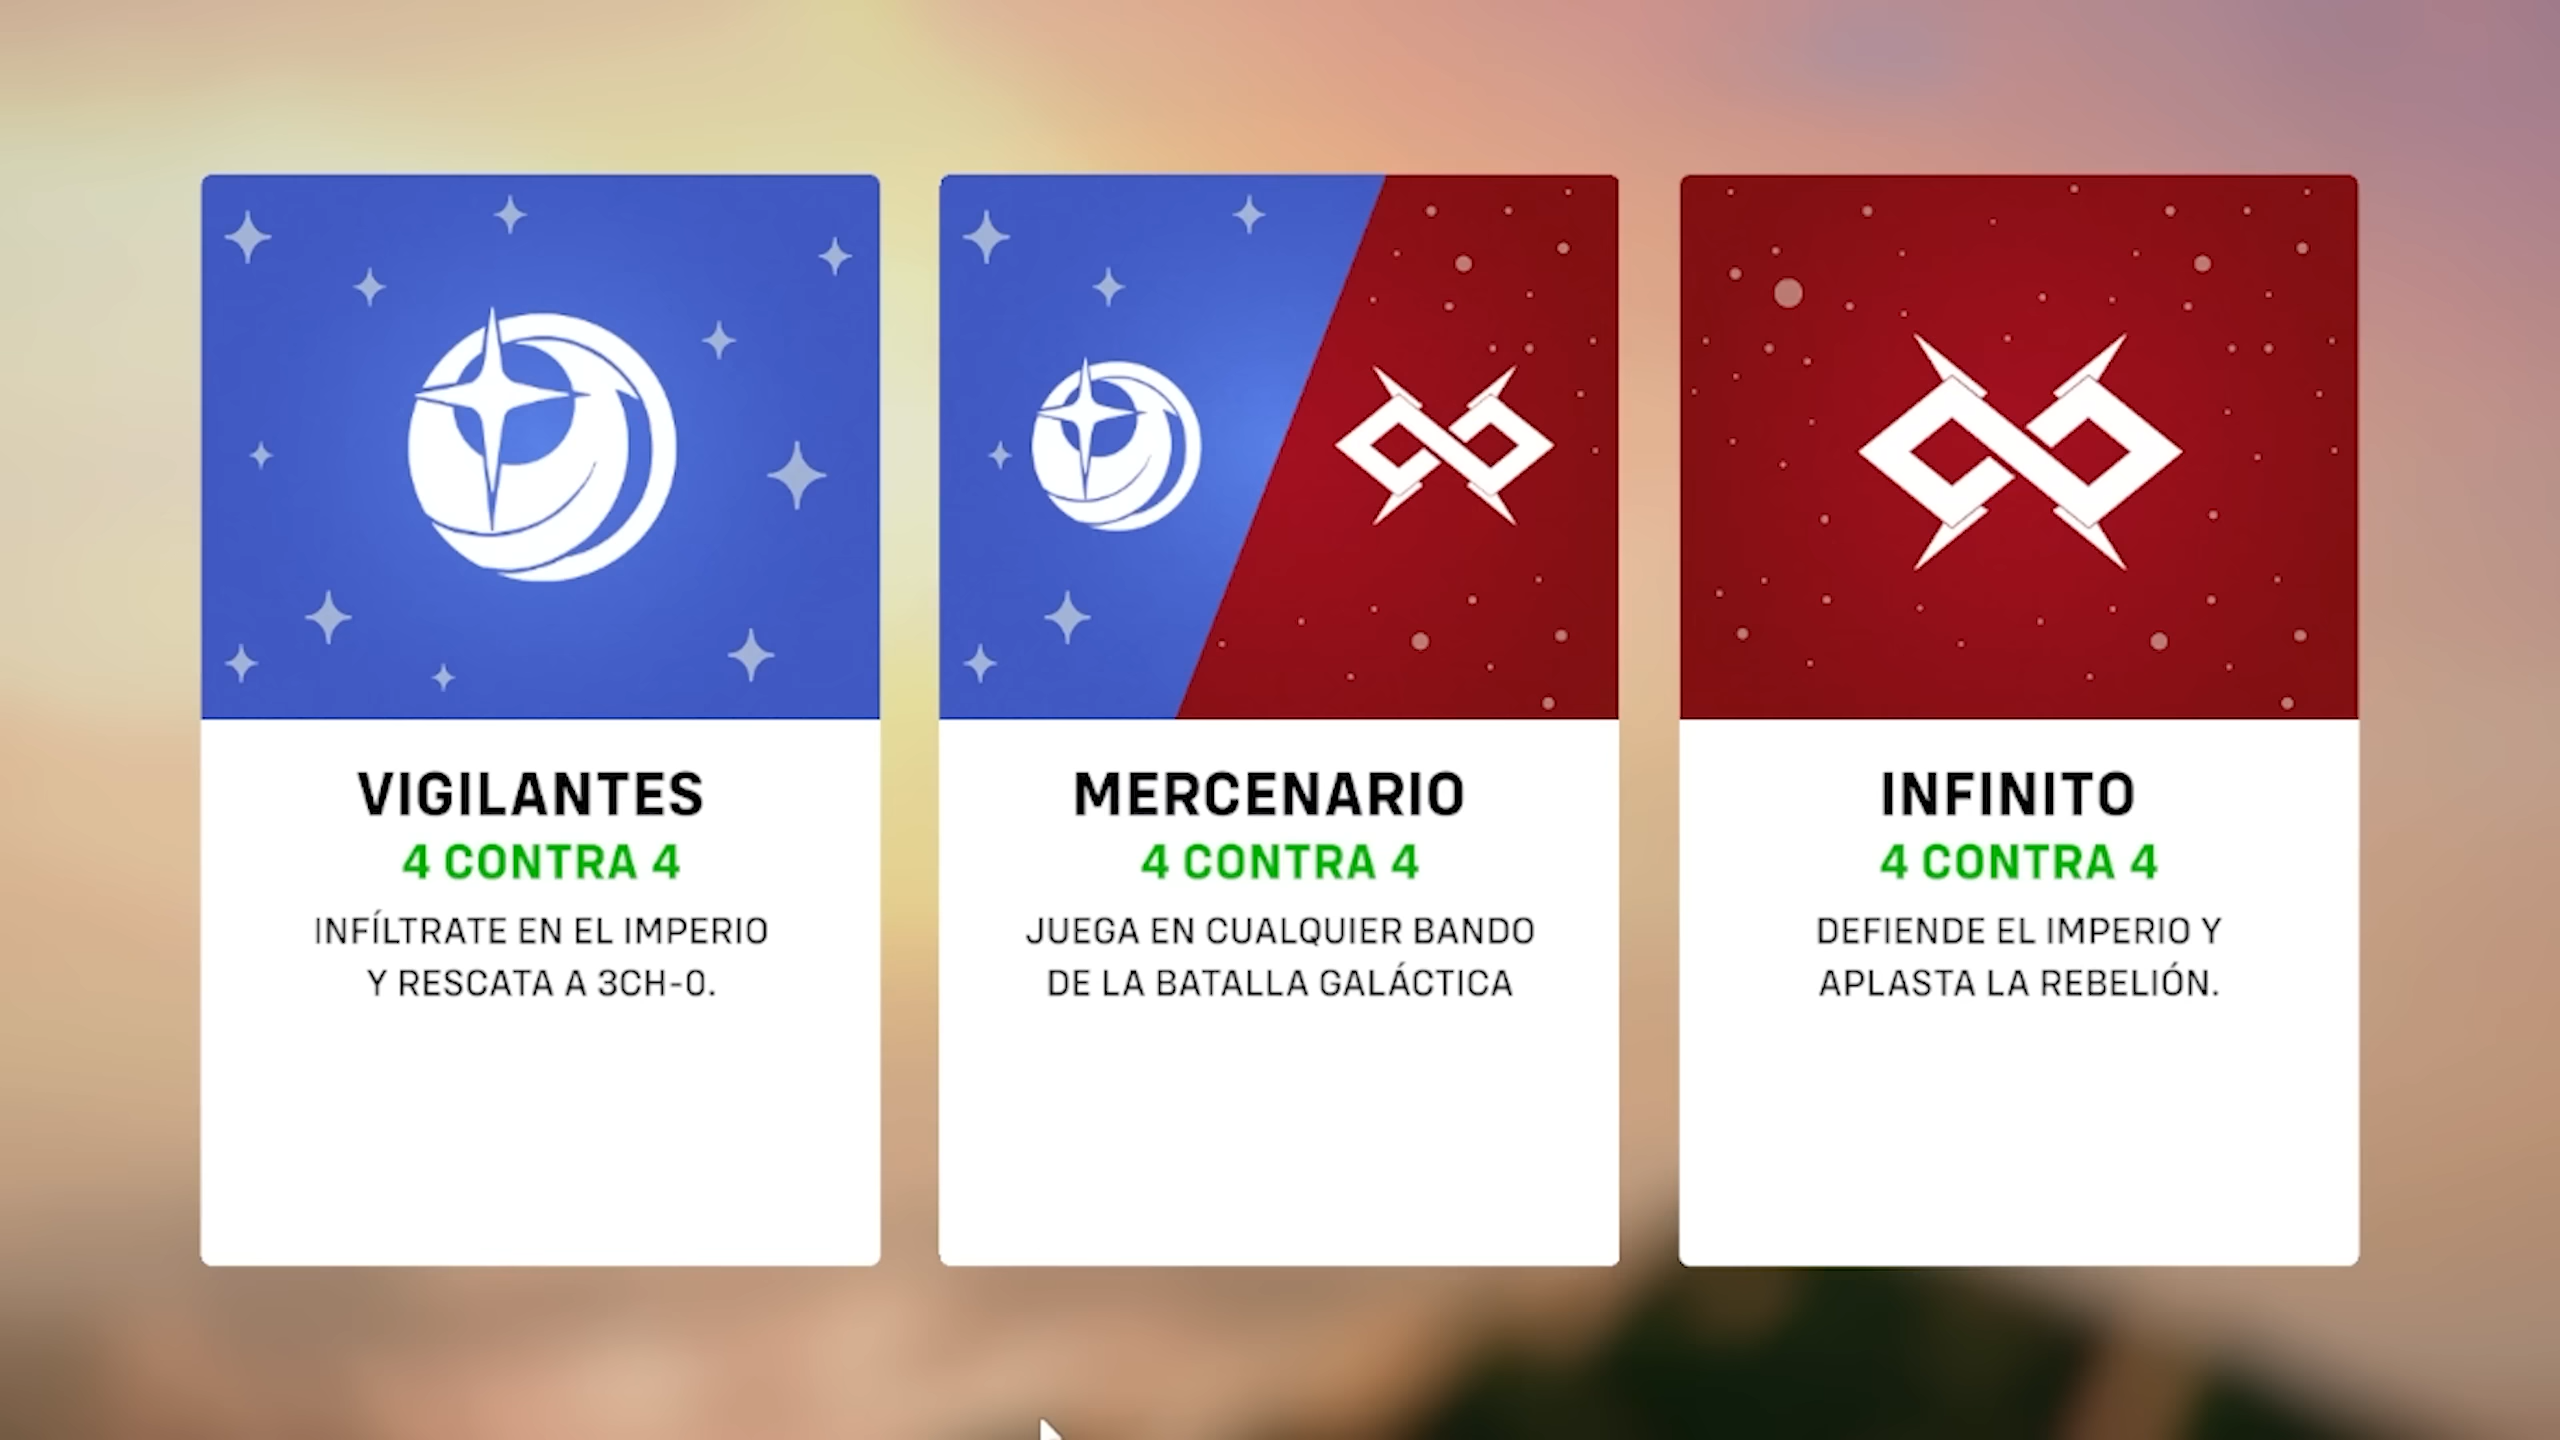 VIGILANTES
4 CONTRA 4
INFÍLTRATE EN EL IMPERIO
Y RESCATA A 3CH-0.
MERCENARIO
4 CONTRA 4
JUEGA EN CUALQUIER BANDO
DE LA BATALLA GALÁCTICA
INFINITO
4 CONTRA 4
DEFIENDE EL IMPERIO Y
APLASTA LA REBELIÓN.